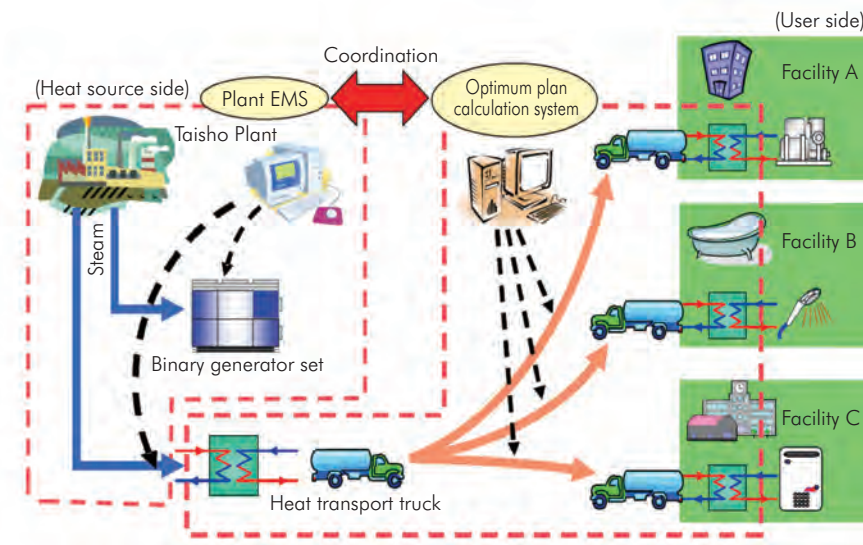 (User side)
Coordination
Facility A
(Heat source side)
Plant EMS
Optimum plan
calculation system
Taisho Plant
Steam
Facility B
Binary generator set
Facility C
Heat transport truck